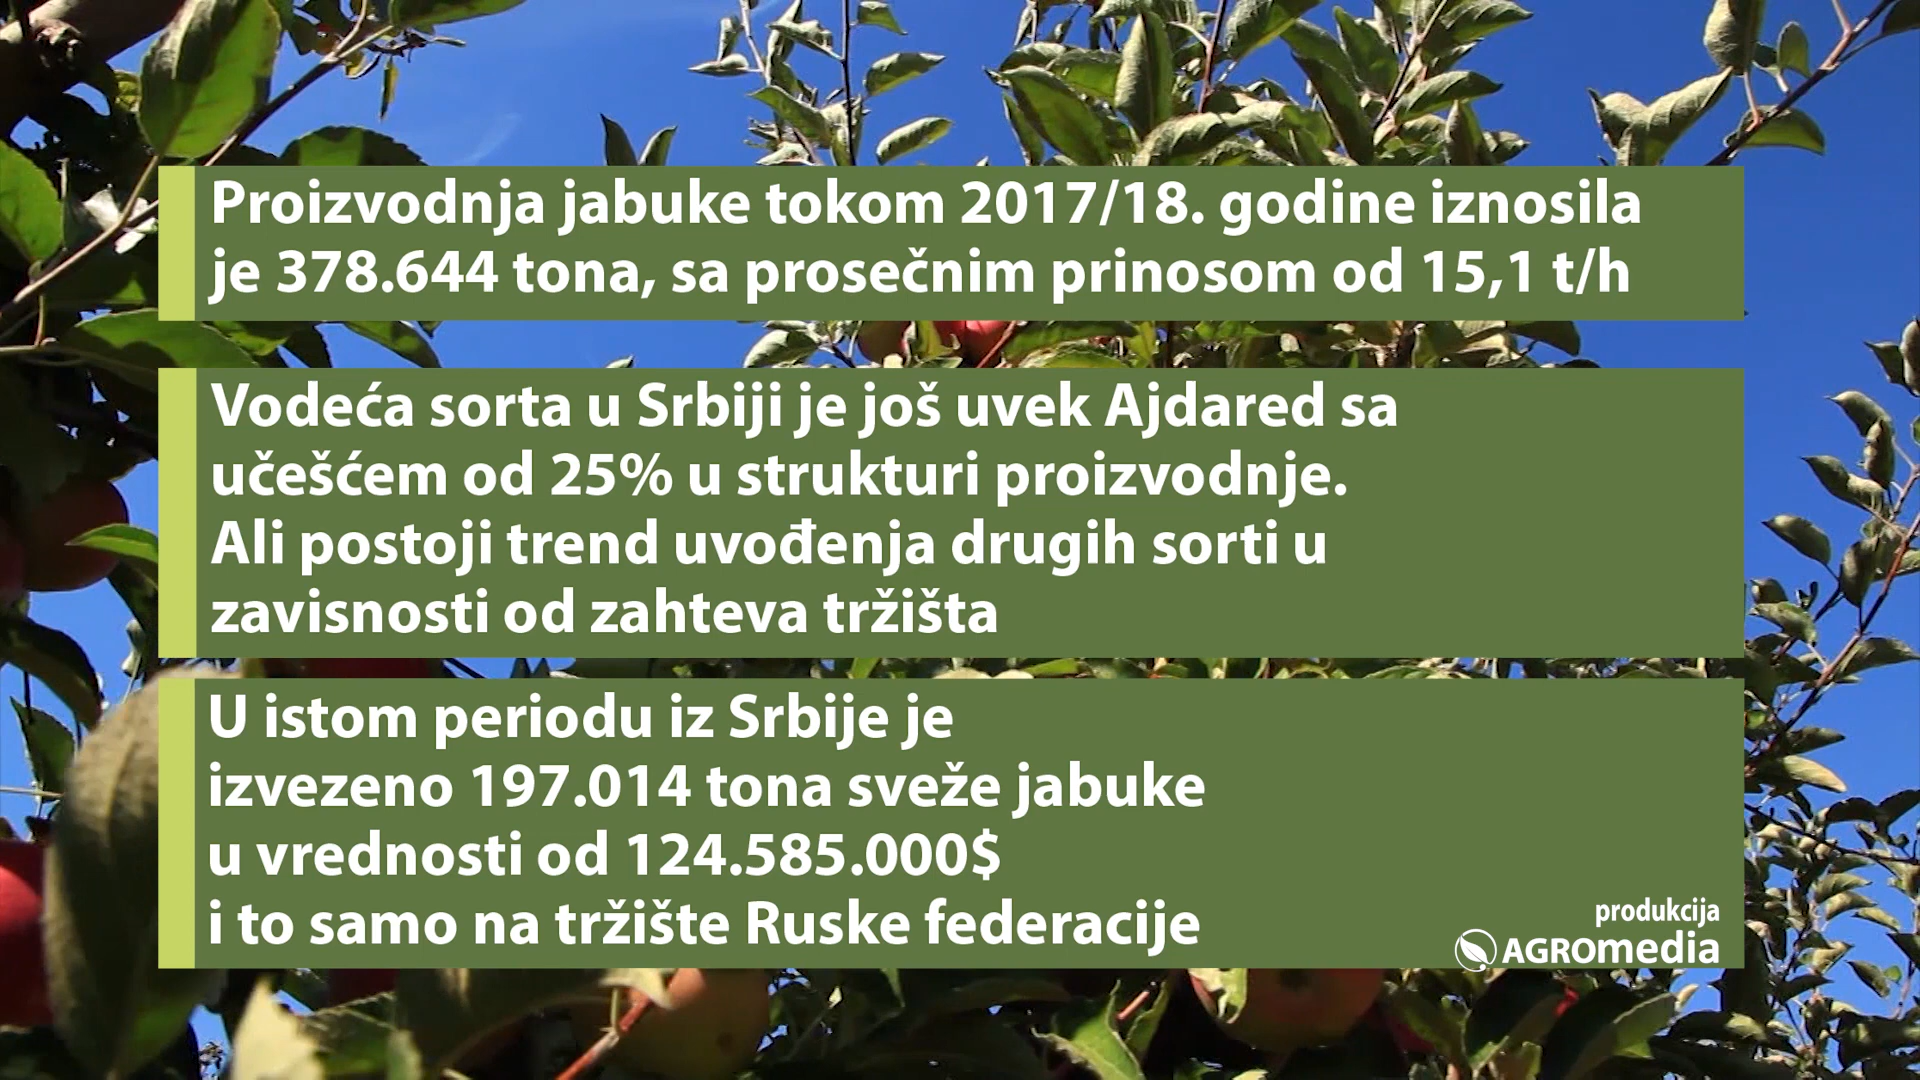 Proizvodnja jabuke tokom 2017/18. godine iznosila
je 378.644 tona, sa prosečnim prinosom od 15,1 t/h
Vodeća sorta u Srbiji je još uvek Ajdared sa
učešćem od 25% u strukturi proizvodnje.
Ali postoji trend uvođenja drugih sorti u
zavisnosti od zahteva tržišta
U istom periodu iz Srbije je
izvezeno 197.014 tona sveže jabuke
u vrednosti od 124.585.000$
i to samo na tržište Ruske federacije
produkcija
AGROmedia